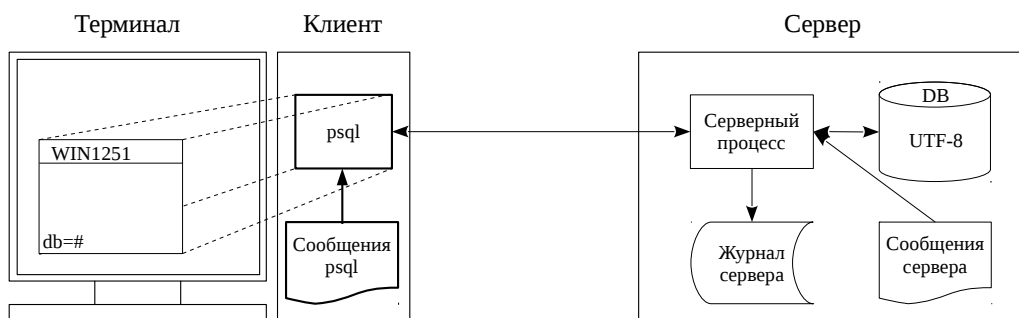 Терминал
Клиент
Сервер
WIN1251
db=#
psql
Сообщения
psql
Серверный
процесс
DB
UTF-8
Журнал
сервера
Сообщения
сервера